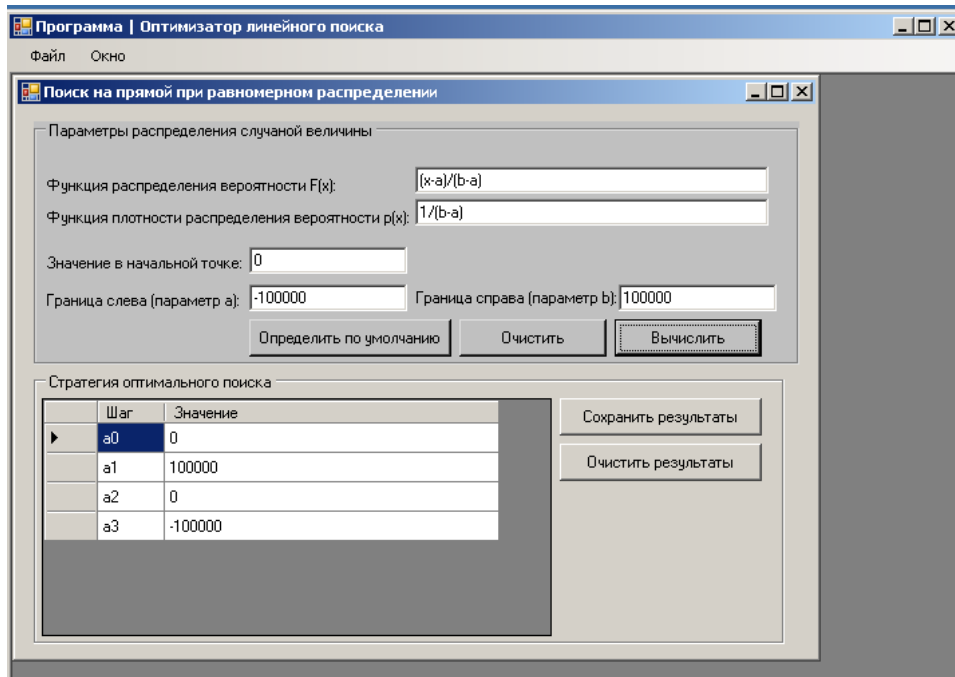 Программа | Оптимизатор линейного поиска
Файл Окно
Поиск на прямой при равномерном распределении
Параметры распределения случаной величины
Функция распределения вероятности F(x): (x-a)/(b-a)
Функция плотности распределения вероятности p(x): 1/(b-a)
Значение в начальной точке: 0
Граница слева (параметр a): -100000 Граница справа (параметр b): 100000
Определить по умолчанию Очистить Вычислить
Стратегия оптимального поиска
Шаг Значение
a0 0
a1 100000
a2 0
a3 -100000
Сохранить результаты
Очистить результаты